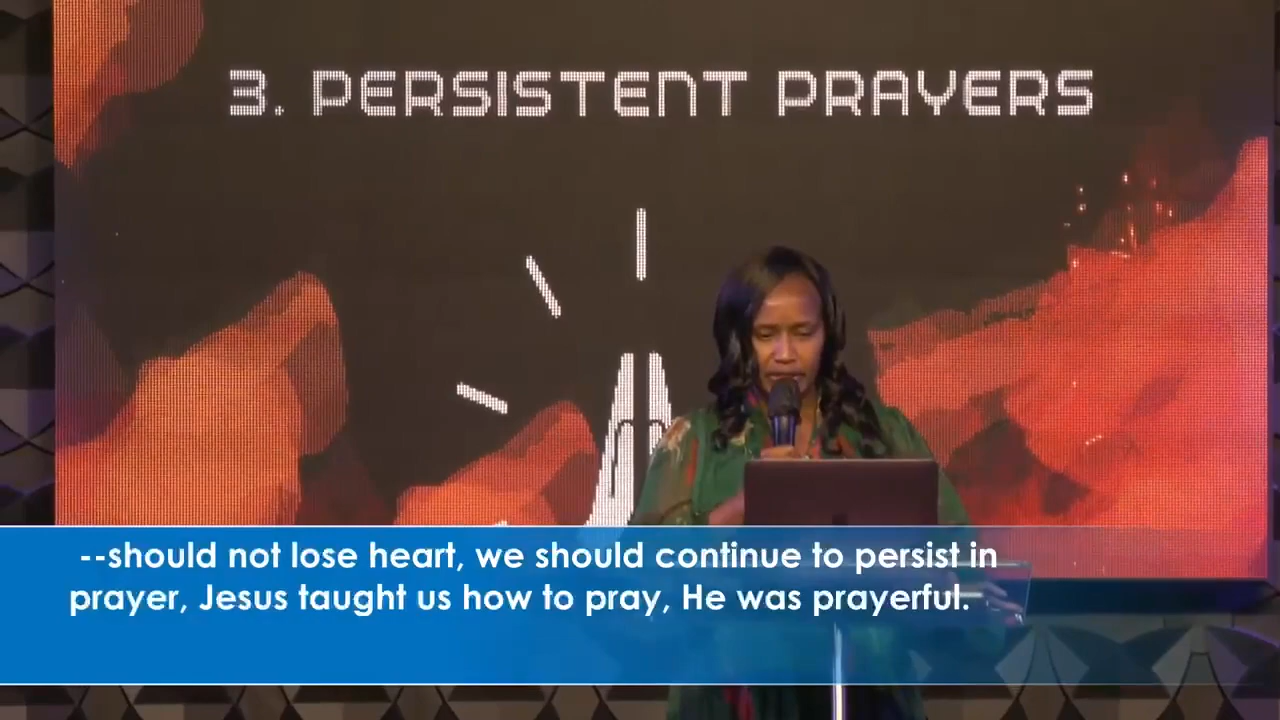 3. PERSISTENT PRAYERS
--should not lose heart, we should continue to persist in
prayer, Jesus taught us how to pray, He was prayerful.